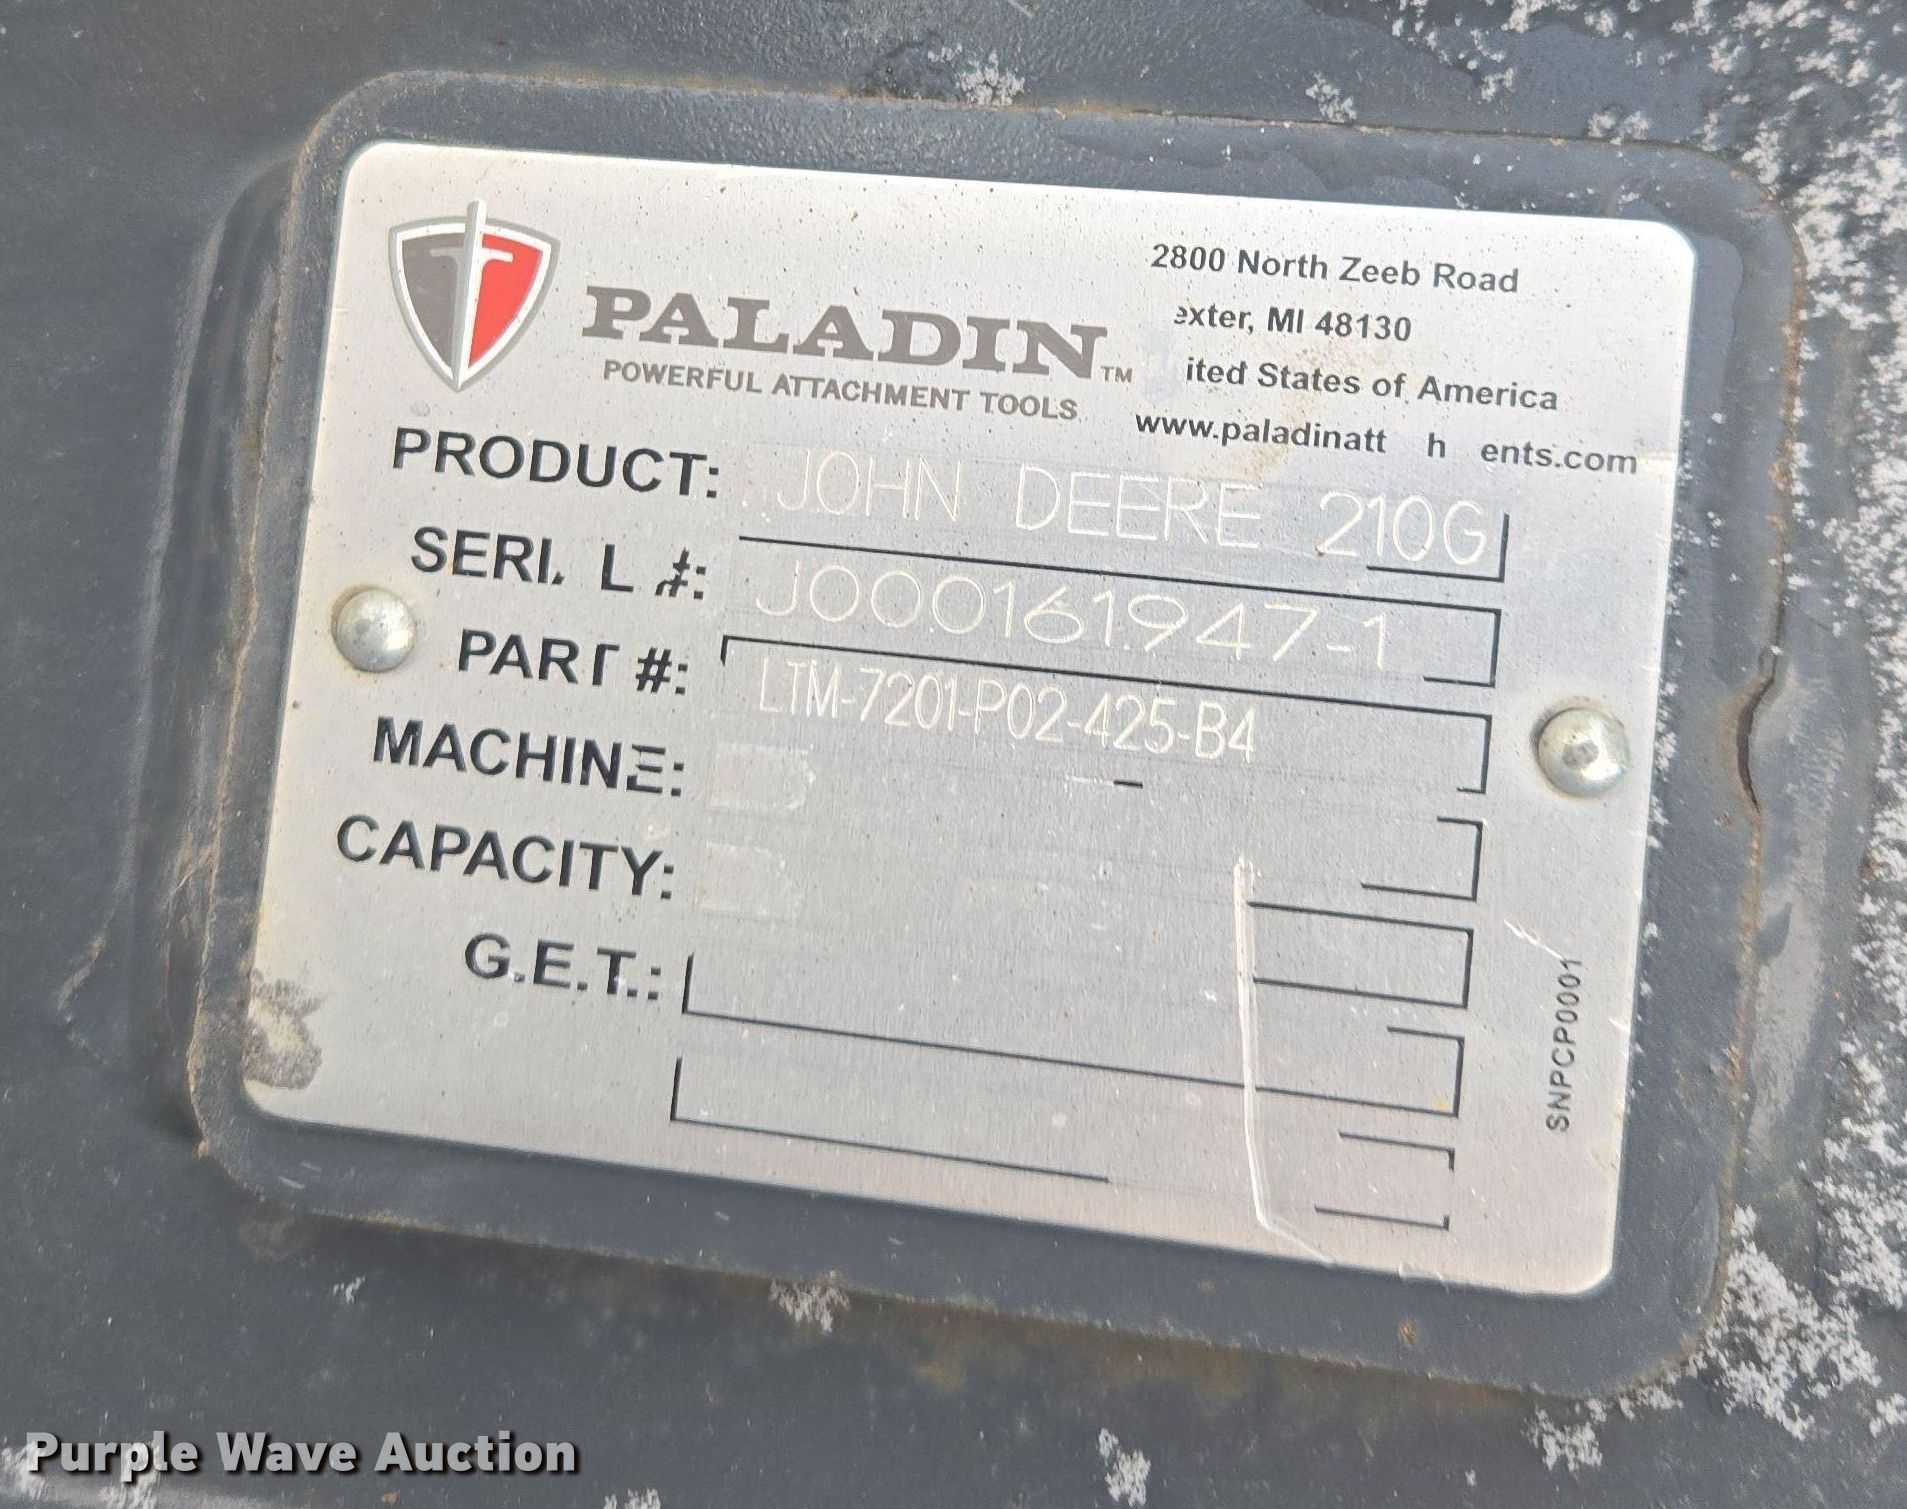 PALADIN™
POWERFUL ATTACHMENT TOOLS
2800 North Zeeb Road
exter, MI 48130
ited States of America
www.paladinatt h ents.com
PRODUCT: JOHN DEERE 210G
SERI L #: J000161947-1
PART #: LTM-7201-P02-425-B4
MACHINE:
CAPACITY:
G.E.T.:
SNPCP0001
Purple Wave Auction